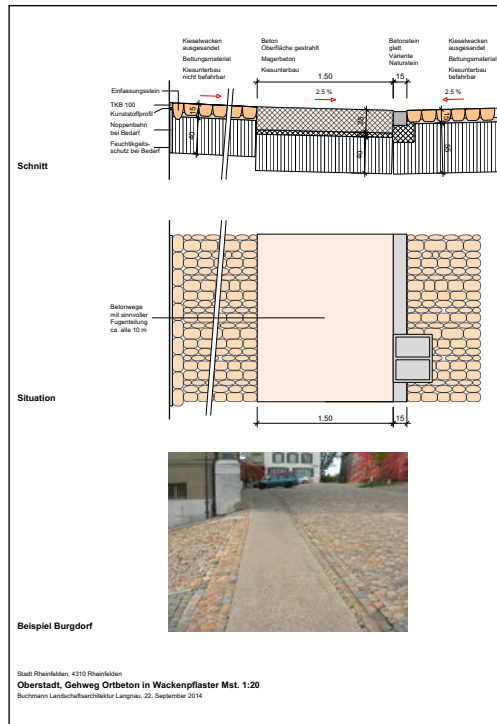 Kieselwacken
ausgesandet
Bettungsmaterial
Kiesunterbau
nicht befahrbar
Beton
Oberfläche gestrahlt
Magerbeton
Kiesunterbau
Betonstein
glatt
Variante
Naturstein
Kieselwacken
ausgesandet
Bettungsmaterial
Kiesunterbau
befahrbar
1.50
15
2.5 %
2.5 %
Einfassungsstein
TKB 100
Kunststoffprofil
Noppenbahn
bei Bedarf
Feuchtigkeits-
schutz bei Bedarf
15
40
25
40
Schnitt
Betonwege
mit sinnvoller
Fugenteilung
ca. alle 10 m
Situation
1.50
15
Beispiel Burgdorf
Stadt Rheinfelden, 4310 Rheinfelden
Oberstadt, Gehweg Ortbeton in Wackenpflaster Mst. 1:20
Buchmann Landschaftsarchitektur Langnau, 22. September 2014